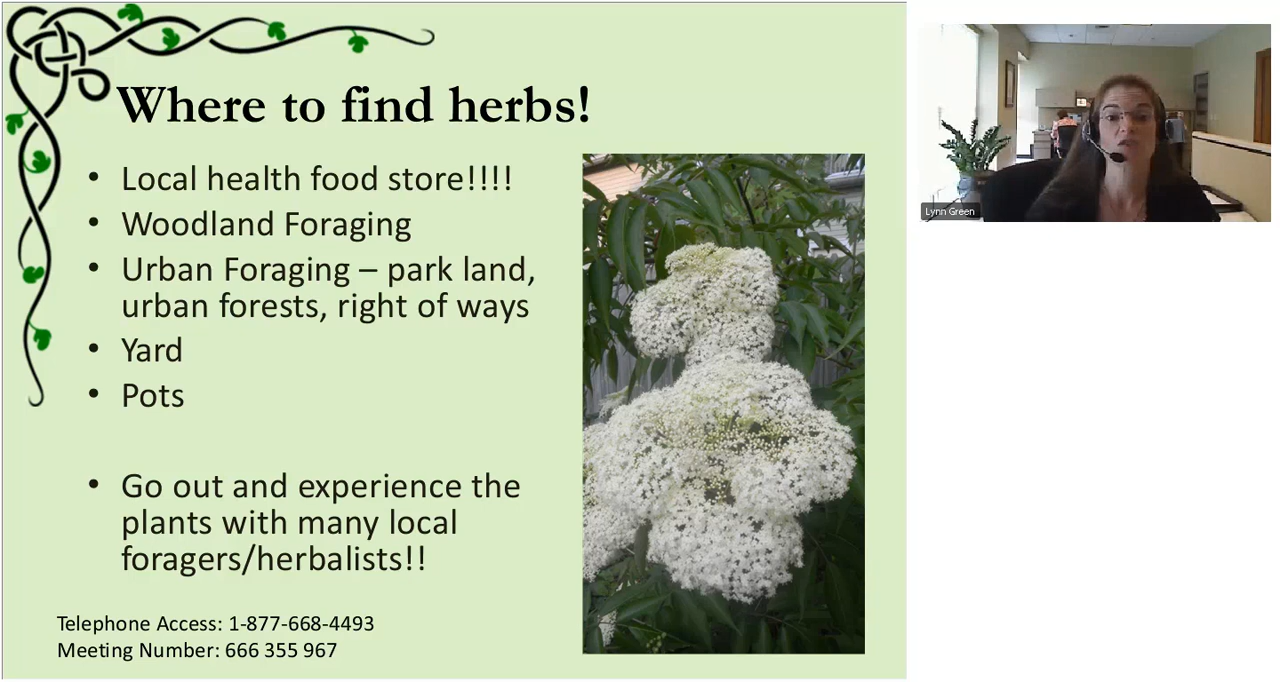 Where to find herbs!
• Local health food store!!!!
• Woodland Foraging
• Urban Foraging – park land,
urban forests, right of ways
• Yard
• Pots
• Go out and experience the
plants with many local
foragers/herbalists!!
Telephone Access: 1-877-668-4493
Meeting Number: 666 355 967
Lynn Green